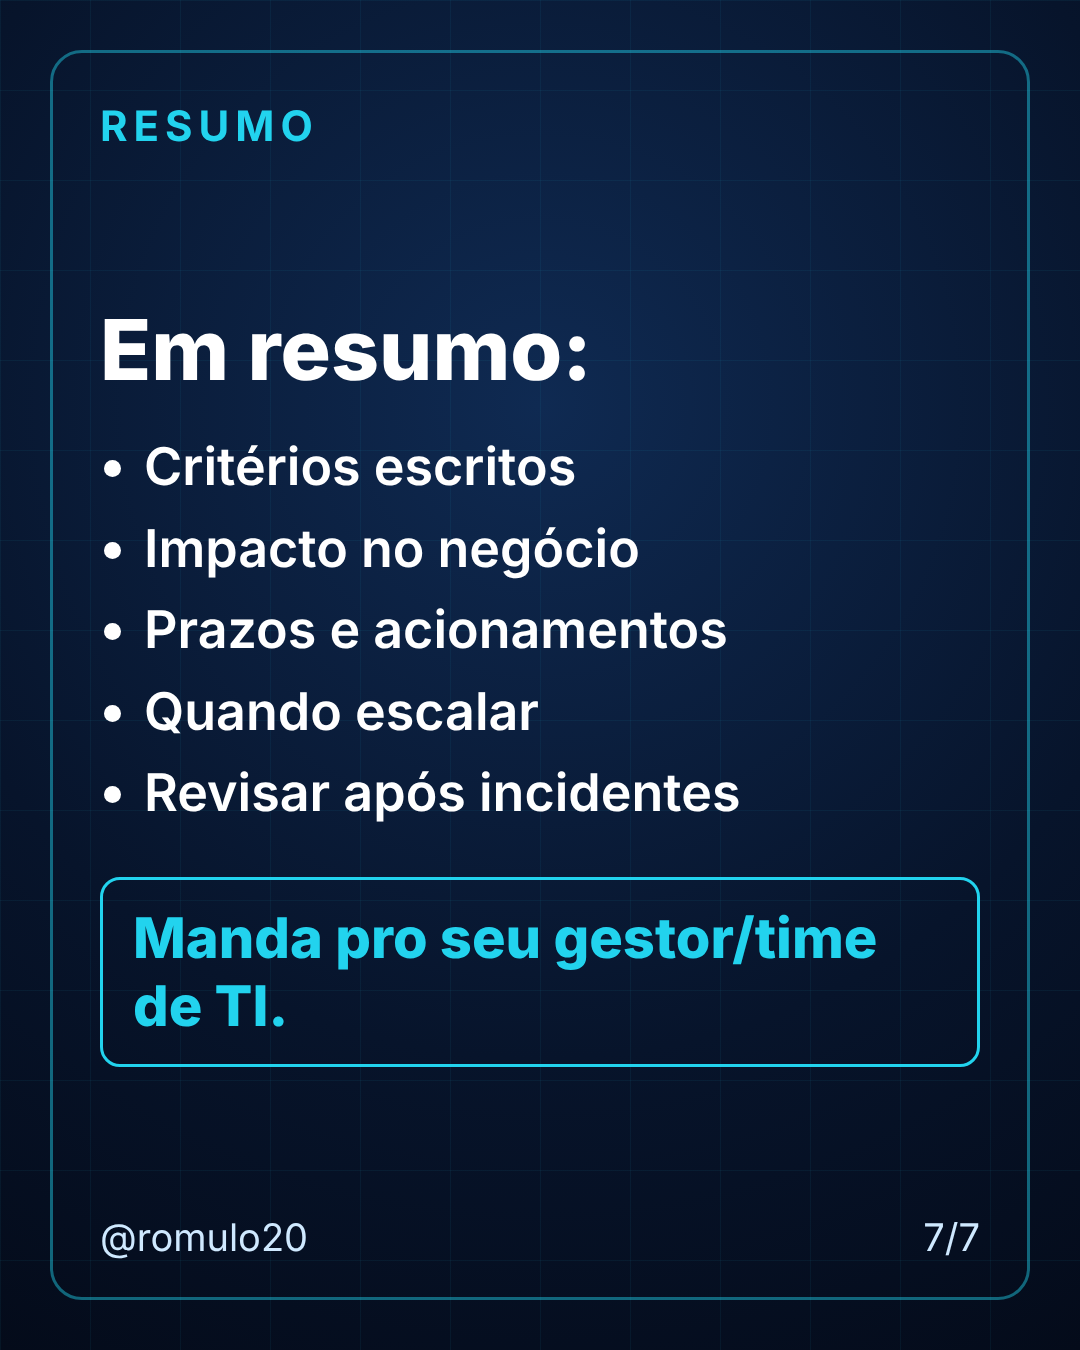 RESUMO
Em resumo:
• Critérios escritos
• Impacto no negócio
• Prazos e acionamentos
• Quando escalar
• Revisar após incidentes
Manda pro seu gestor/time
de TI.
@romulo20
7/7